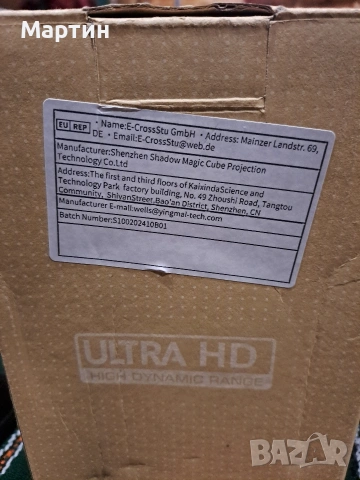 Мартин
EU REP • Name:E-CrossStu GmbH • Address: Mainzer Landstr. 69,
DE • Email:E-CrossStu@web.de
Manufacturer:Shenzhen Shadow Magic Cube Projection
Technology Co.Ltd
Address:The first and third floors of KaixindaScience and
Technology Park factory building, No. 49 Zhoushi Road, Tangtou
Community, ShiyanStreet.Bao'an District, Shenzhen, CN
Manufacturer E-mail:wells@yingmai-tech.com
Batch Number:S100202410B01
ULTRA HD
HIGH DYNAMIC RANGE
BAZAR